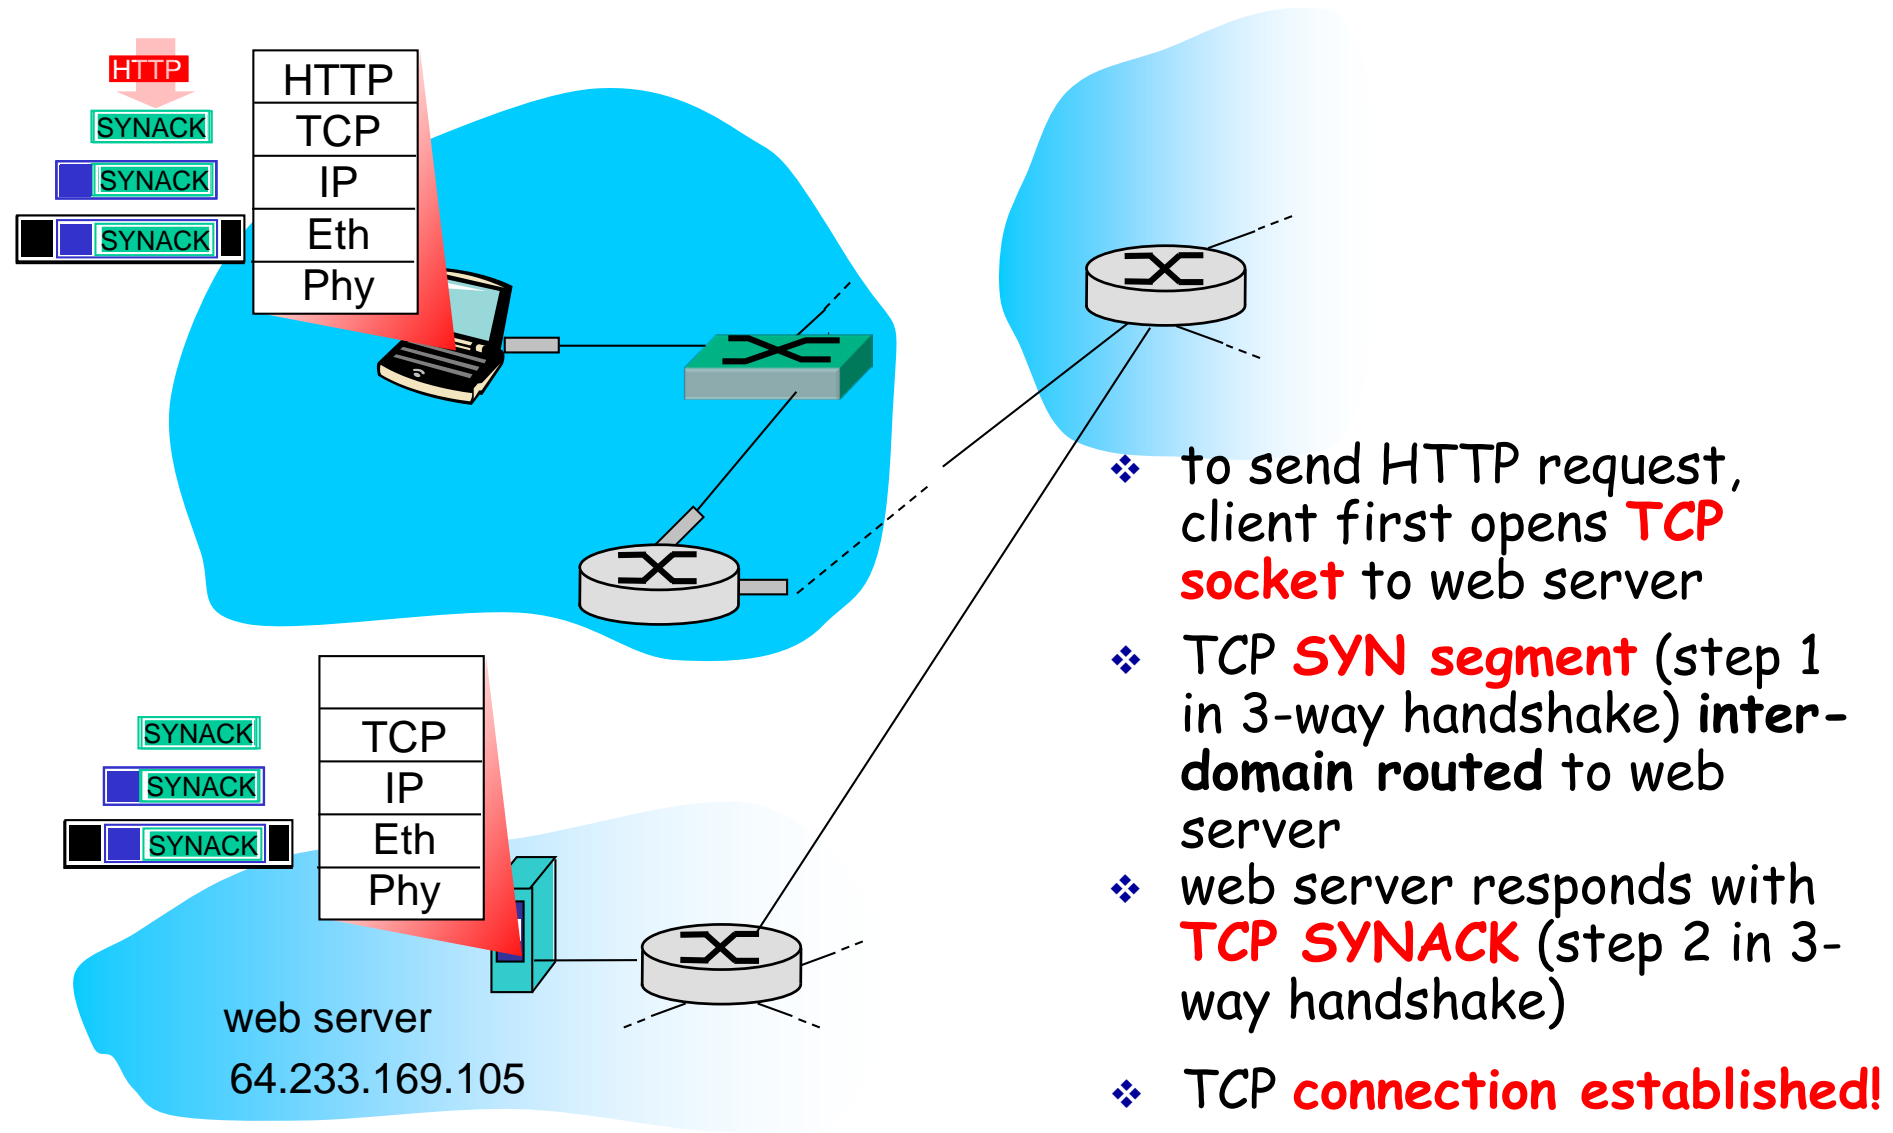 HTTP
SYNACK
SYNACK
SYNACK
HTTP
TCP
IP
Eth
Phy
SYNACK
SYNACK
SYNACK
TCP
IP
Eth
Phy
web server
64.233.169.105
to send HTTP request,
client first opens TCP
socket to web server
TCP SYN segment (step 1
in 3-way handshake) inter-
domain routed to web
server
web server responds with
TCP SYNACK (step 2 in 3-
way handshake)
TCP connection established!